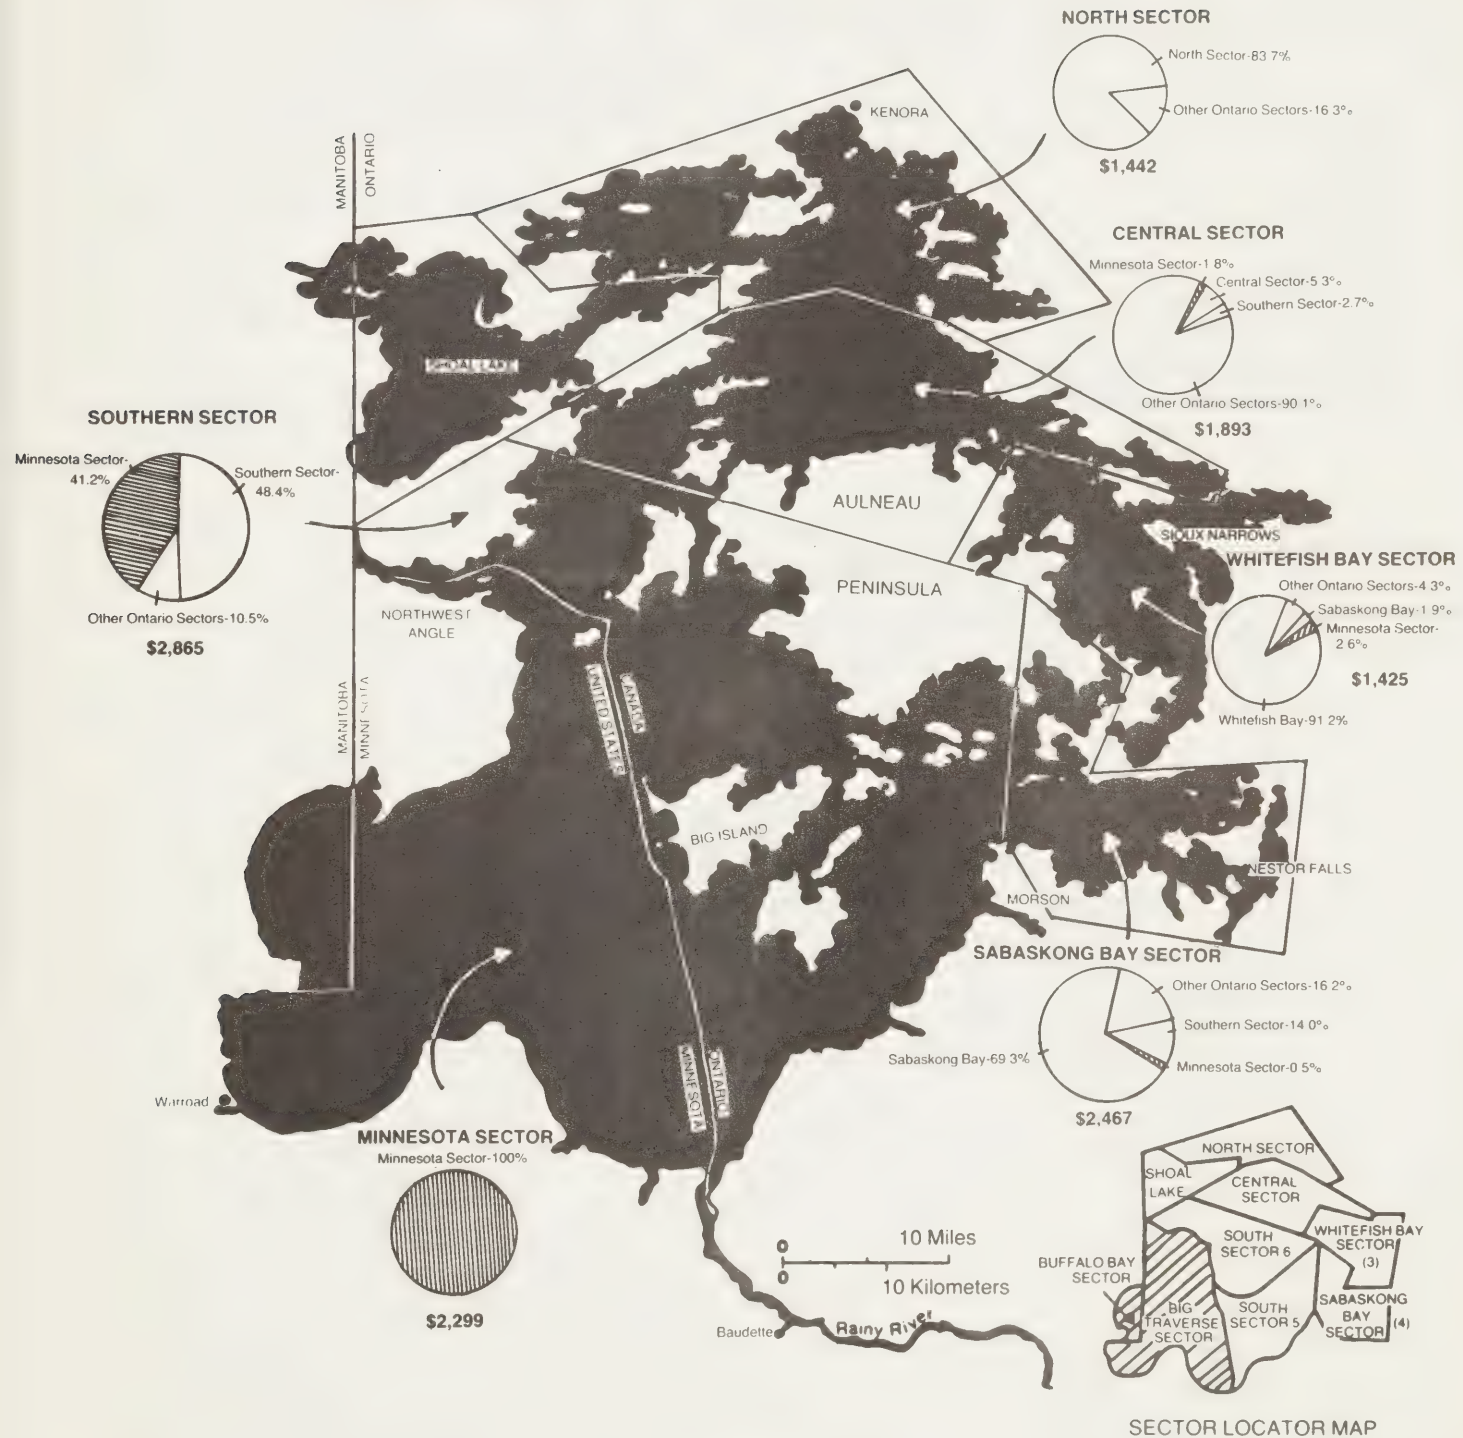 NORTH SECTOR
North Sector-83 7%
Other Ontario Sectors-16 3%
$1,442
KENORA
MANITOBA
ONTARIO
CENTRAL SECTOR
Minnesota Sector-1 8%
Central Sector-5 3%
Southern Sector-2.7%
Other Ontario Sectors-90 1%
$1,893
SHOAL LAKE
SOUTHERN SECTOR
Minnesota Sector-
41.2%
Southern Sector-
48.4%
Other Ontario Sectors-10.5%
$2,865
AULNEAU
PENINSULA
SIOUX NARROWS
WHITEFISH BAY SECTOR
Other Ontario Sectors-4 3%
Sabaskong Bay-1 9%
Minnesota Sector-
2 6%
Whitefish Bay-91 2%
$1,425
NORTHWEST
ANGLE
MANITOBA
MINNESOTA
CANADA
UNITED STATES
BIG ISLAND
NESTOR FALLS
MORSON
SABASKONG BAY SECTOR
Other Ontario Sectors-16 2%
Southern Sector-14 0%
Minnesota Sector-0 5%
Sabaskong Bay-69 3%
$2,467
ONTARIO
MINNESOTA
Warroad
MINNESOTA SECTOR
Minnesota Sector-100%
$2,299
0
10 Miles
0
10 Kilometers
Baudette
Rainy River
NORTH SECTOR
SHOAL
LAKE
CENTRAL
SECTOR
SOUTH
SECTOR 6
WHITEFISH BAY
SECTOR
(3)
BUFFALO BAY
SECTOR
BIG
TRAVERSE
SECTOR
SOUTH
SECTOR 5
SABASKONG
BAY
SECTOR
(4)
SECTOR LOCATOR MAP